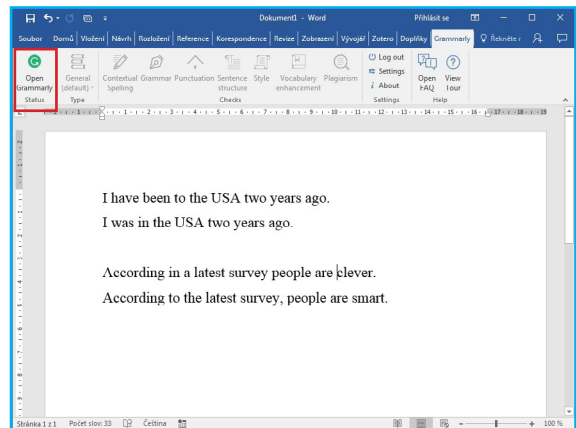 Dokument1 - Word
Přihlásit se
Soubor Domů Vložení Návrh Rozložení Reference Korespondence Revize Zobrazení Vývojář Zotero Doplňky Grammarly Řekněte ř
Open Grammarly
General (default)
Contextual Spelling
Grammar
Punctuation
Sentence structure
Style
Vocabulary enhancement
Plagiarism
Log out
Settings
i About
Open FAQ
View Tour
Status Type Checks Settings Help
I have been to the USA two years ago.
I was in the USA two years ago.
According in a latest survey people are clever.
According to the latest survey, people are smart.
Stránka 1 z 1 Počet slov: 33 Čeština 100 %